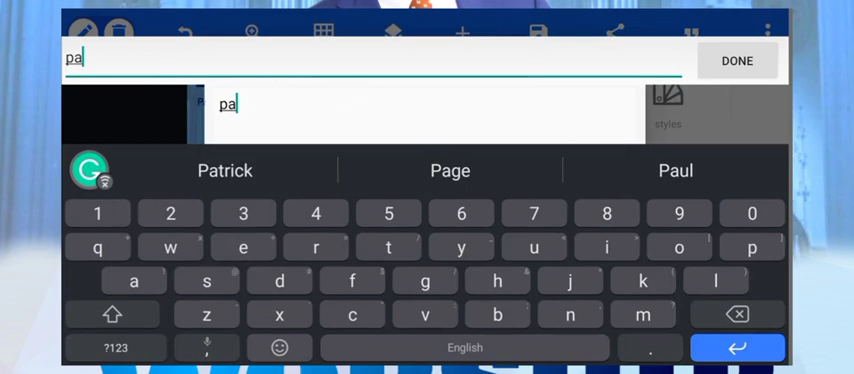 pa
DONE
pa
styles
Patrick Page Paul
1 2 3 4 5 6 7 8 9 0
q w e r t y u i o p
a s d f g h j k l
z x c v b n m
?123 , English .